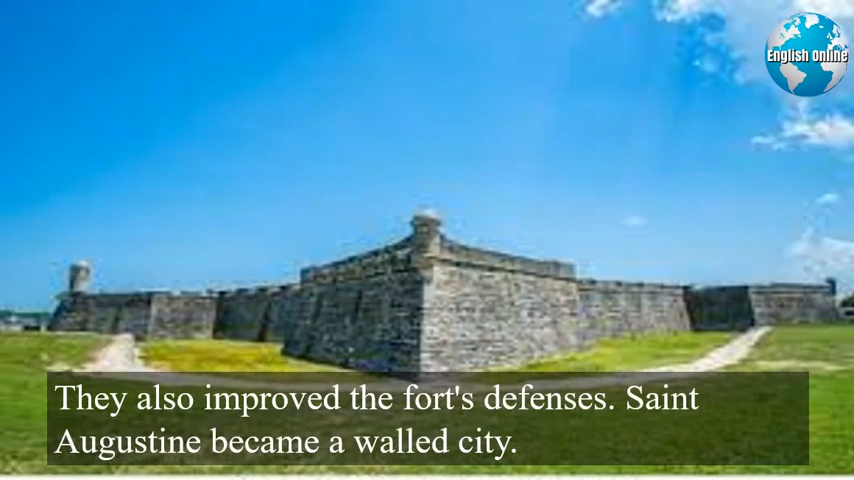 English Online
They also improved the fort's defenses. Saint
Augustine became a walled city.